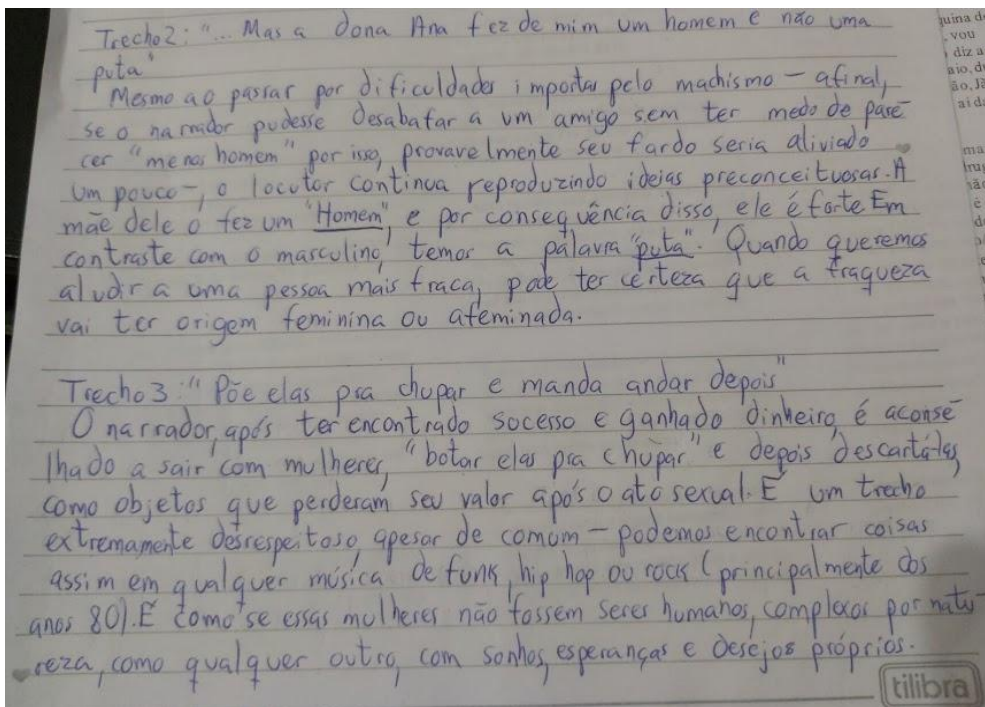 Trecho 2: "... Mas a dona Ana fez de mim um homem e não uma
puta"
Mesmo ao passar por dificuldades importas pelo machismo - afinal,
se o narrador pudesse desabafar a um amigo sem ter medo de pare-
cer "menos homem" por isso, provavelmente seu fardo seria aliviado
um pouco -, o locutor continua reproduzindo ideias preconceituosas. A
mãe dele o fez um "Homem", e por consequência disso, ele é forte. Em
contraste com o masculino, temos a palavra "puta". Quando queremos
aludir a uma pessoa mais fraca, pode ter certeza que a fraqueza
vai ter origem feminina ou afeminada.
Trecho 3: "Põe elas pra chupar e manda andar depois"
O narrador, após ter encontrado sucesso e ganhado dinheiro, é aconse-
lhado a sair com mulheres, "botar elas pra chupar" e depois descartá-las,
como objetos que perderam seu valor após o ato sexual. É um trecho
extremamente desrespeitoso, apesar de comum - podemos encontrar coisas
assim em qualquer música de funk, hip hop ou rock (principalmente dos
anos 80). É como se essas mulheres não fossem seres humanos, complexos por natu-
reza, como qualquer outro, com sonhos, esperanças e desejos próprios.
tilibra
quina d
vou
diz a